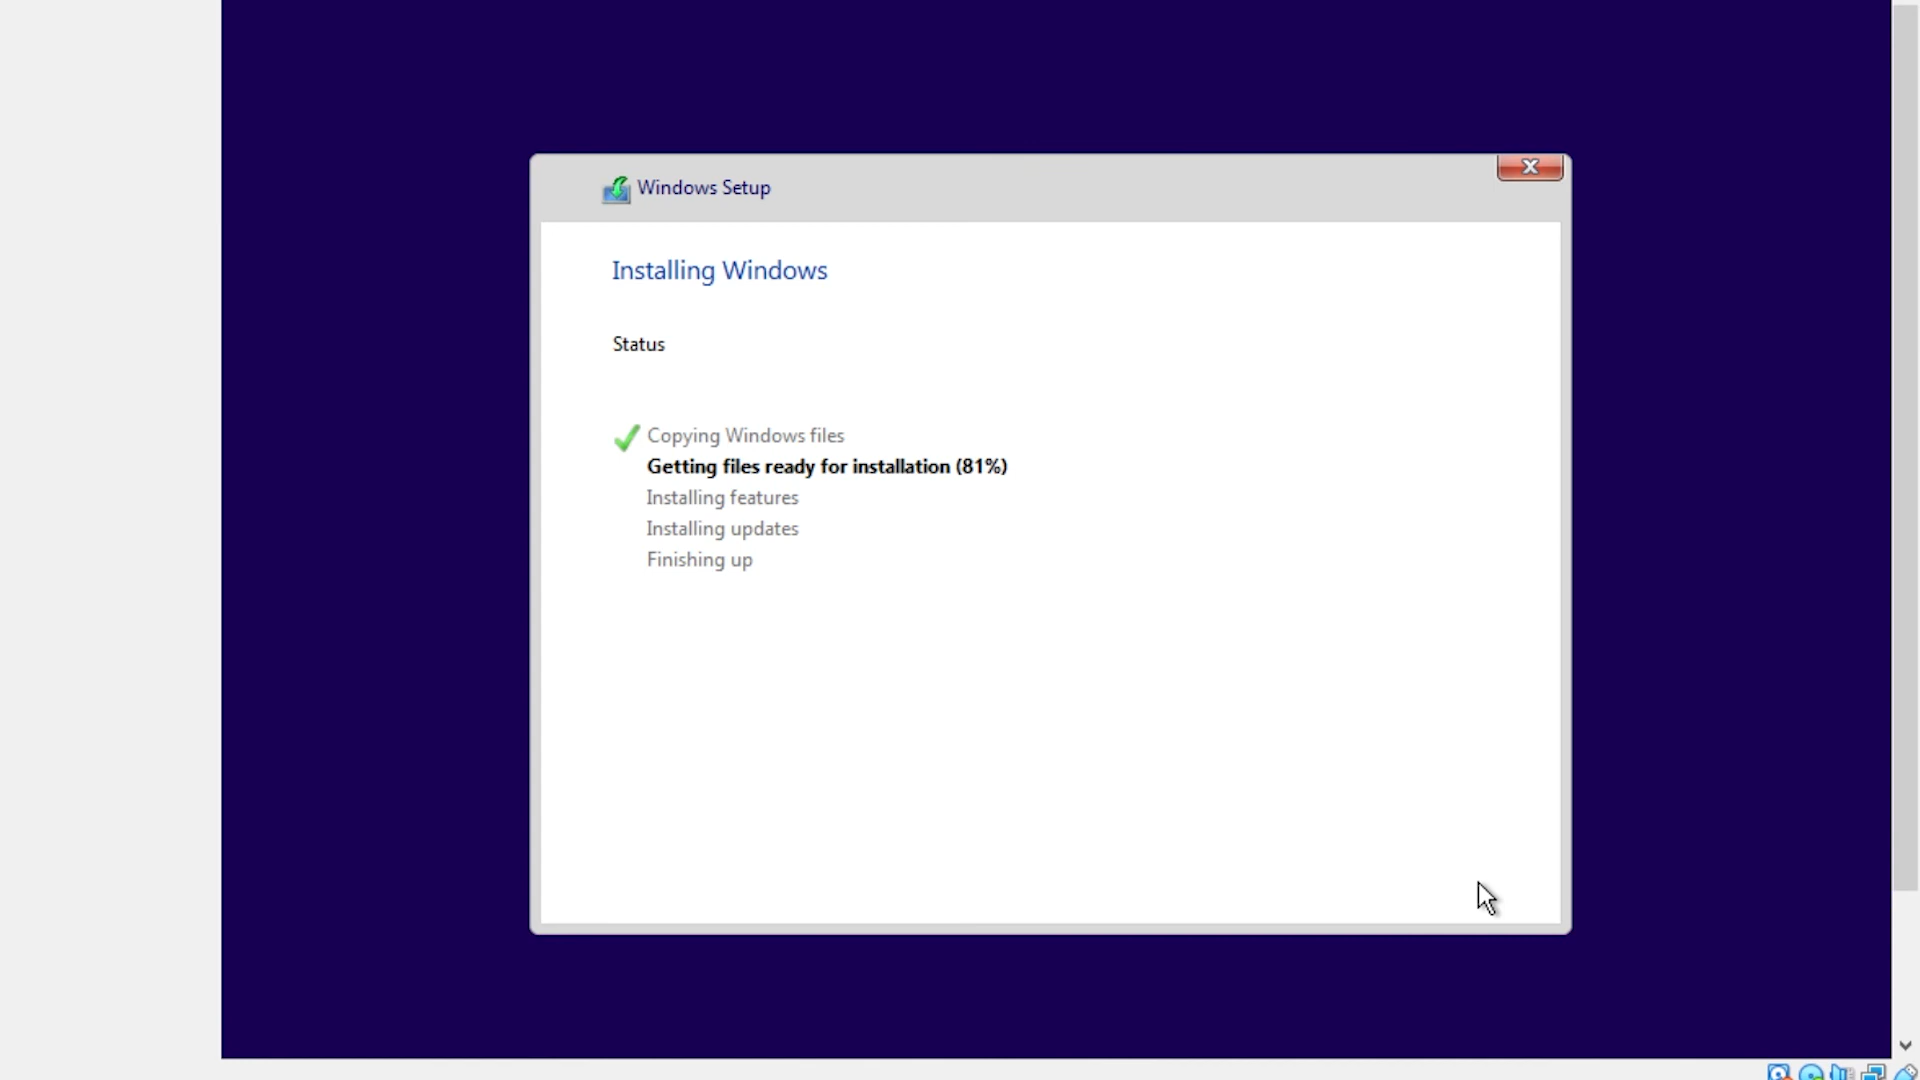 Windows Setup
Installing Windows
Status
Copying Windows files
Getting files ready for installation (81%)
Installing features
Installing updates
Finishing up